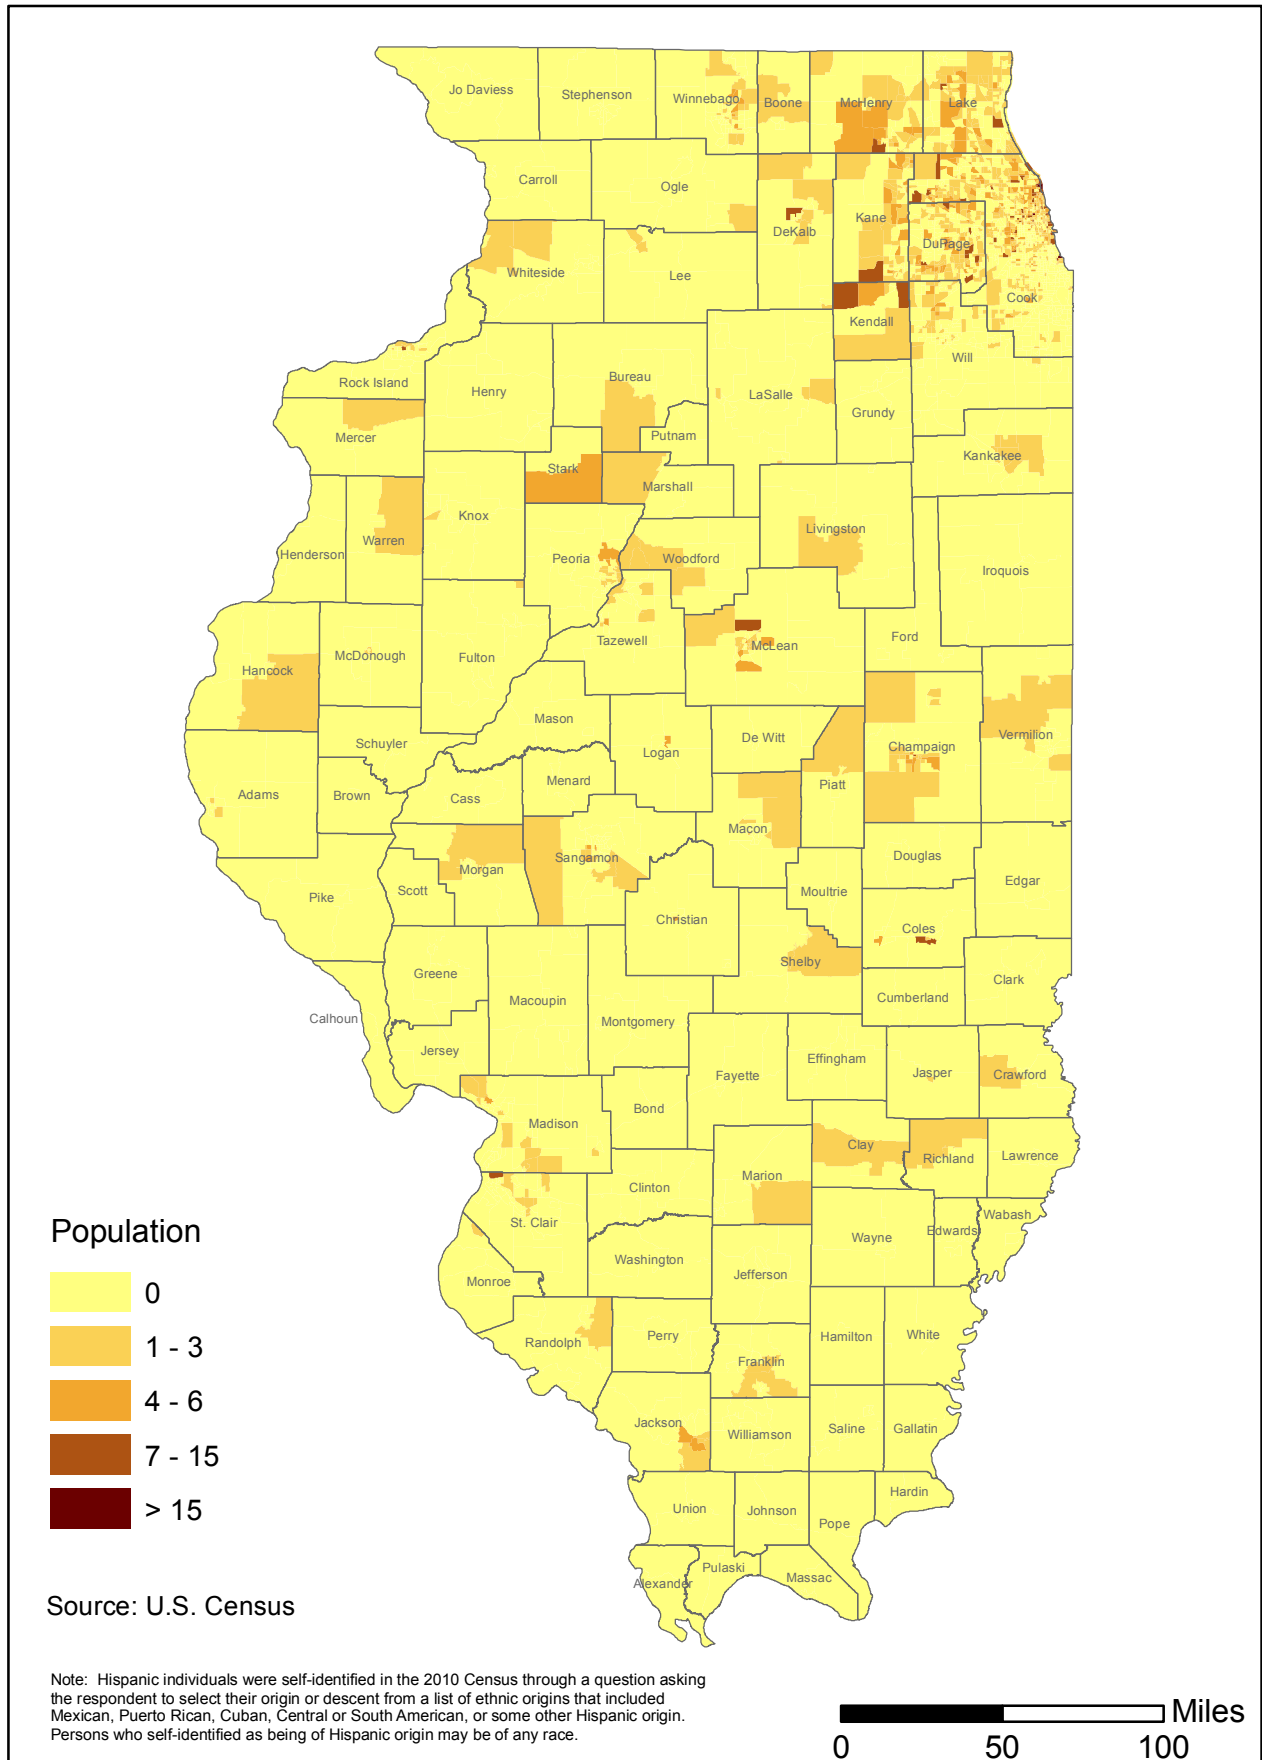 Jo Daviess
Stephenson
Winnebago
Boone
McHenry
Lake
Carroll
Ogle
DeKalb
Kane
DuPage
Cook
Whiteside
Lee
Kendall
Will
Rock Island
Henry
Bureau
LaSalle
Grundy
Mercer
Putnam
Kankakee
Stark
Marshall
Knox
Warren
Henderson
Peoria
Woodford
Livingston
Iroquois
Ford
Tazewell
McLean
Hancock
McDonough
Fulton
Mason
Logan
De Witt
Champaign
Vermilion
Schuyler
Menard
Piatt
Adams
Brown
Cass
Macon
Sangamon
Douglas
Morgan
Scott
Moultrie
Edgar
Pike
Christian
Coles
Shelby
Greene
Macoupin
Cumberland
Clark
Calhoun
Montgomery
Jersey
Effingham
Fayette
Jasper
Crawford
Bond
Madison
Clay
Richland
Lawrence
Marion
Clinton
St. Clair
Wabash
Edwards
Wayne
Washington
Jefferson
Monroe
Randolph
Perry
Hamilton
White
Franklin
Jackson
Williamson
Saline
Gallatin
Hardin
Union
Johnson
Pope
Pulaski
Massac
Alexander
Population
0
1 - 3
4 - 6
7 - 15
> 15
Source: U.S. Census
Note: Hispanic individuals were self-identified in the 2010 Census through a question asking
the respondent to select their origin or descent from a list of ethnic origins that included
Mexican, Puerto Rican, Cuban, Central or South American, or some other Hispanic origin.
Persons who self-identified as being of Hispanic origin may be of any race.
Miles
0 50 100